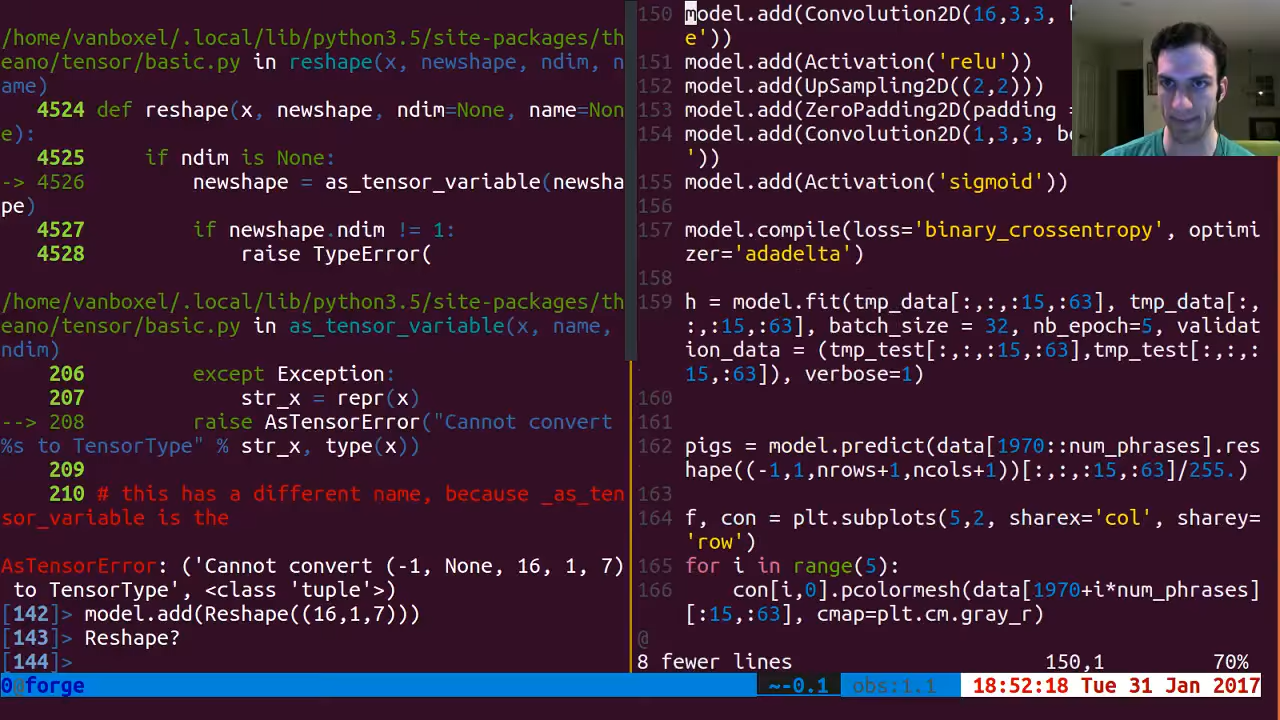 /home/vanboxel/.local/lib/python3.5/site-packages/th
eano/tensor/basic.py in reshape(x, newshape, ndim, n
ame)
4524 def reshape(x, newshape, ndim=None, name=Non
e):
4525     if ndim is None:
-> 4526         newshape = as_tensor_variable(newsha
pe)
4527         if newshape.ndim != 1:
4528             raise TypeError(
/home/vanboxel/.local/lib/python3.5/site-packages/th
eano/tensor/basic.py in as_tensor_variable(x, name,
ndim)
206         except Exception:
207             str_x = repr(x)
--> 208         raise AsTensorError("Cannot convert
%s to TensorType" % str_x, type(x))
209
210 # this has a different name, because _as_ten
sor_variable is the
AsTensorError: ('Cannot convert (-1, None, 16, 1, 7)
to TensorType', <class 'tuple'>)
[142]> model.add(Reshape((16,1,7)))
[143]> Reshape?
[144]>
150 model.add(Convolution2D(16,3,3, b
e'))
151 model.add(Activation('relu'))
152 model.add(UpSampling2D((2,2)))
153 model.add(ZeroPadding2D(padding =
154 model.add(Convolution2D(1,3,3, bo
'))
155 model.add(Activation('sigmoid'))
156
157 model.compile(loss='binary_crossentropy', optimi
zer='adadelta')
158
159 h = model.fit(tmp_data[:,:,:15,:63], tmp_data[:,
:,:15,:63], batch_size = 32, nb_epoch=5, validat
ion_data = (tmp_test[:,:,:15,:63],tmp_test[:,:,:
15,:63]), verbose=1)
160
161
162 pigs = model.predict(data[1970::num_phrases].res
hape((-1,1,nrows+1,ncols+1))[:,:,:15,:63]/255.)
163
164 f, con = plt.subplots(5,2, sharex='col', sharey=
'row')
165 for i in range(5):
166     con[i,0].pcolormesh(data[1970+i*num_phrases]
[:15,:63], cmap=plt.cm.gray_r)
@
8 fewer lines 150,1 70%
0@forge ~-0.1 obs:1.1 18:52:18 Tue 31 Jan 2017